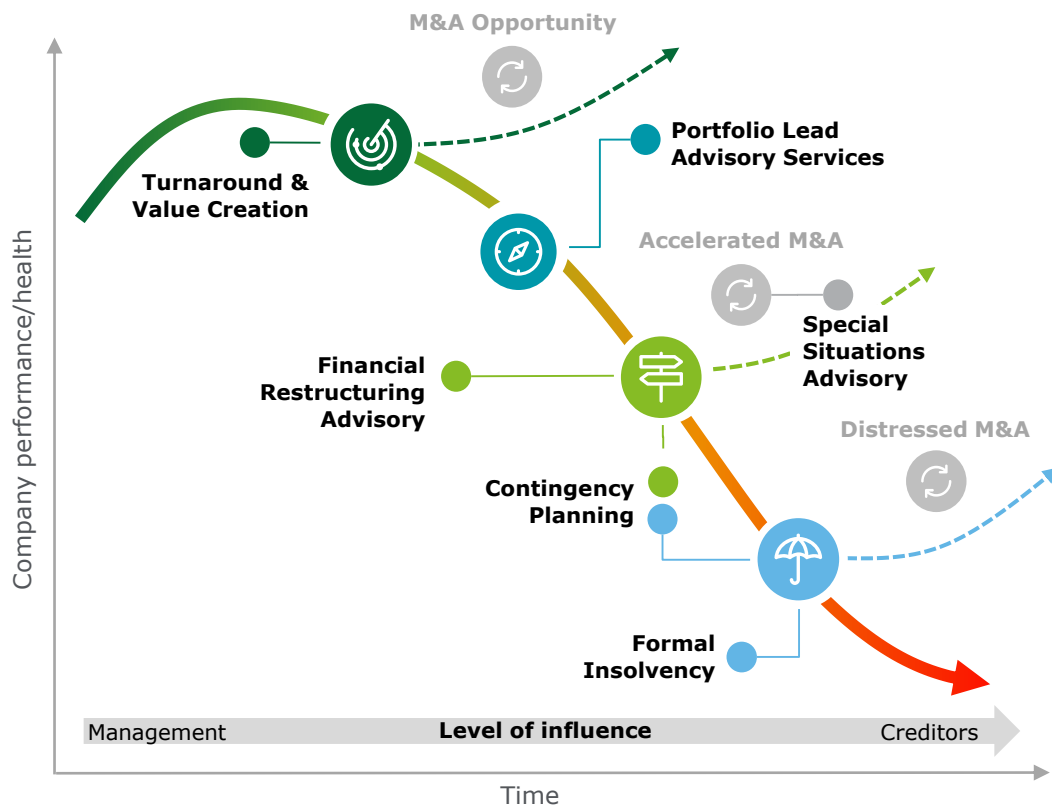 M&A Opportunity
Portfolio Lead
Advisory Services
Turnaround &
Value Creation
Accelerated M&A
Special
Situations
Advisory
Financial
Restructuring
Advisory
Distressed M&A
Contingency
Planning
Formal
Insolvency
Company performance/health
Management
Level of influence
Creditors
Time